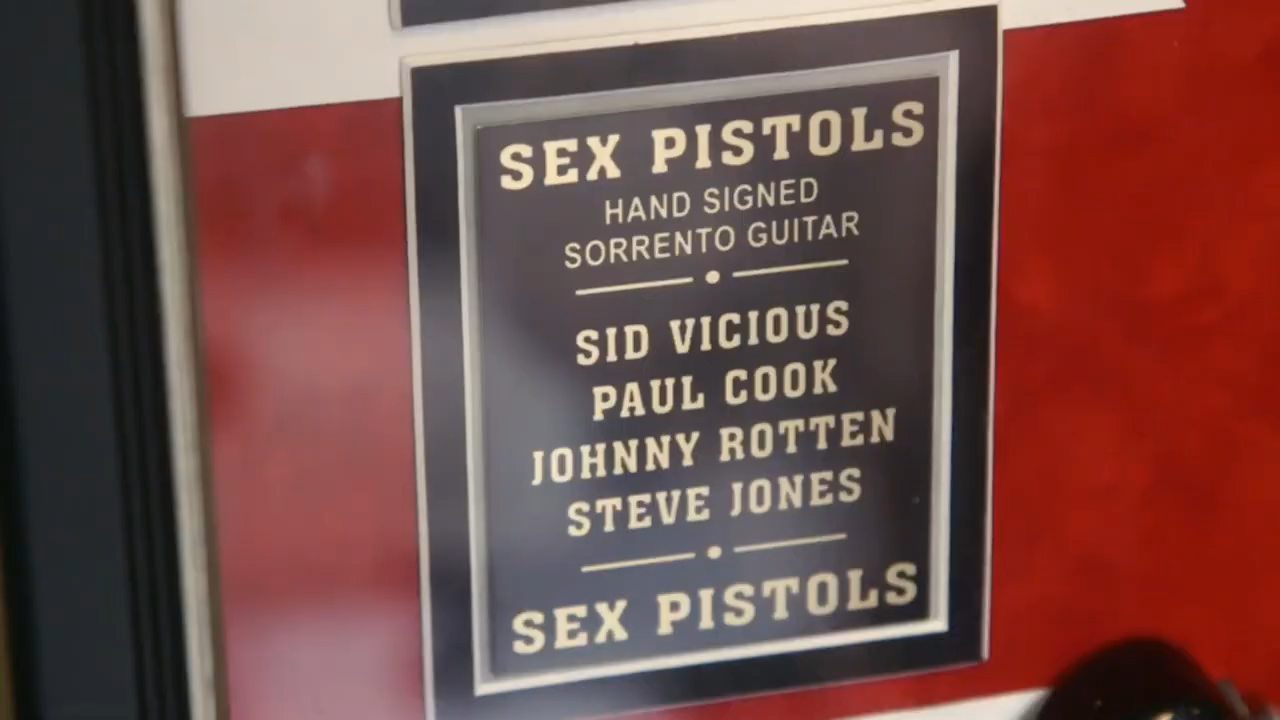 SEX PISTOLS
HAND SIGNED
SORRENTO GUITAR
SID VICIOUS
PAUL COOK
JOHNNY ROTTEN
STEVE JONES
SEX PISTOLS